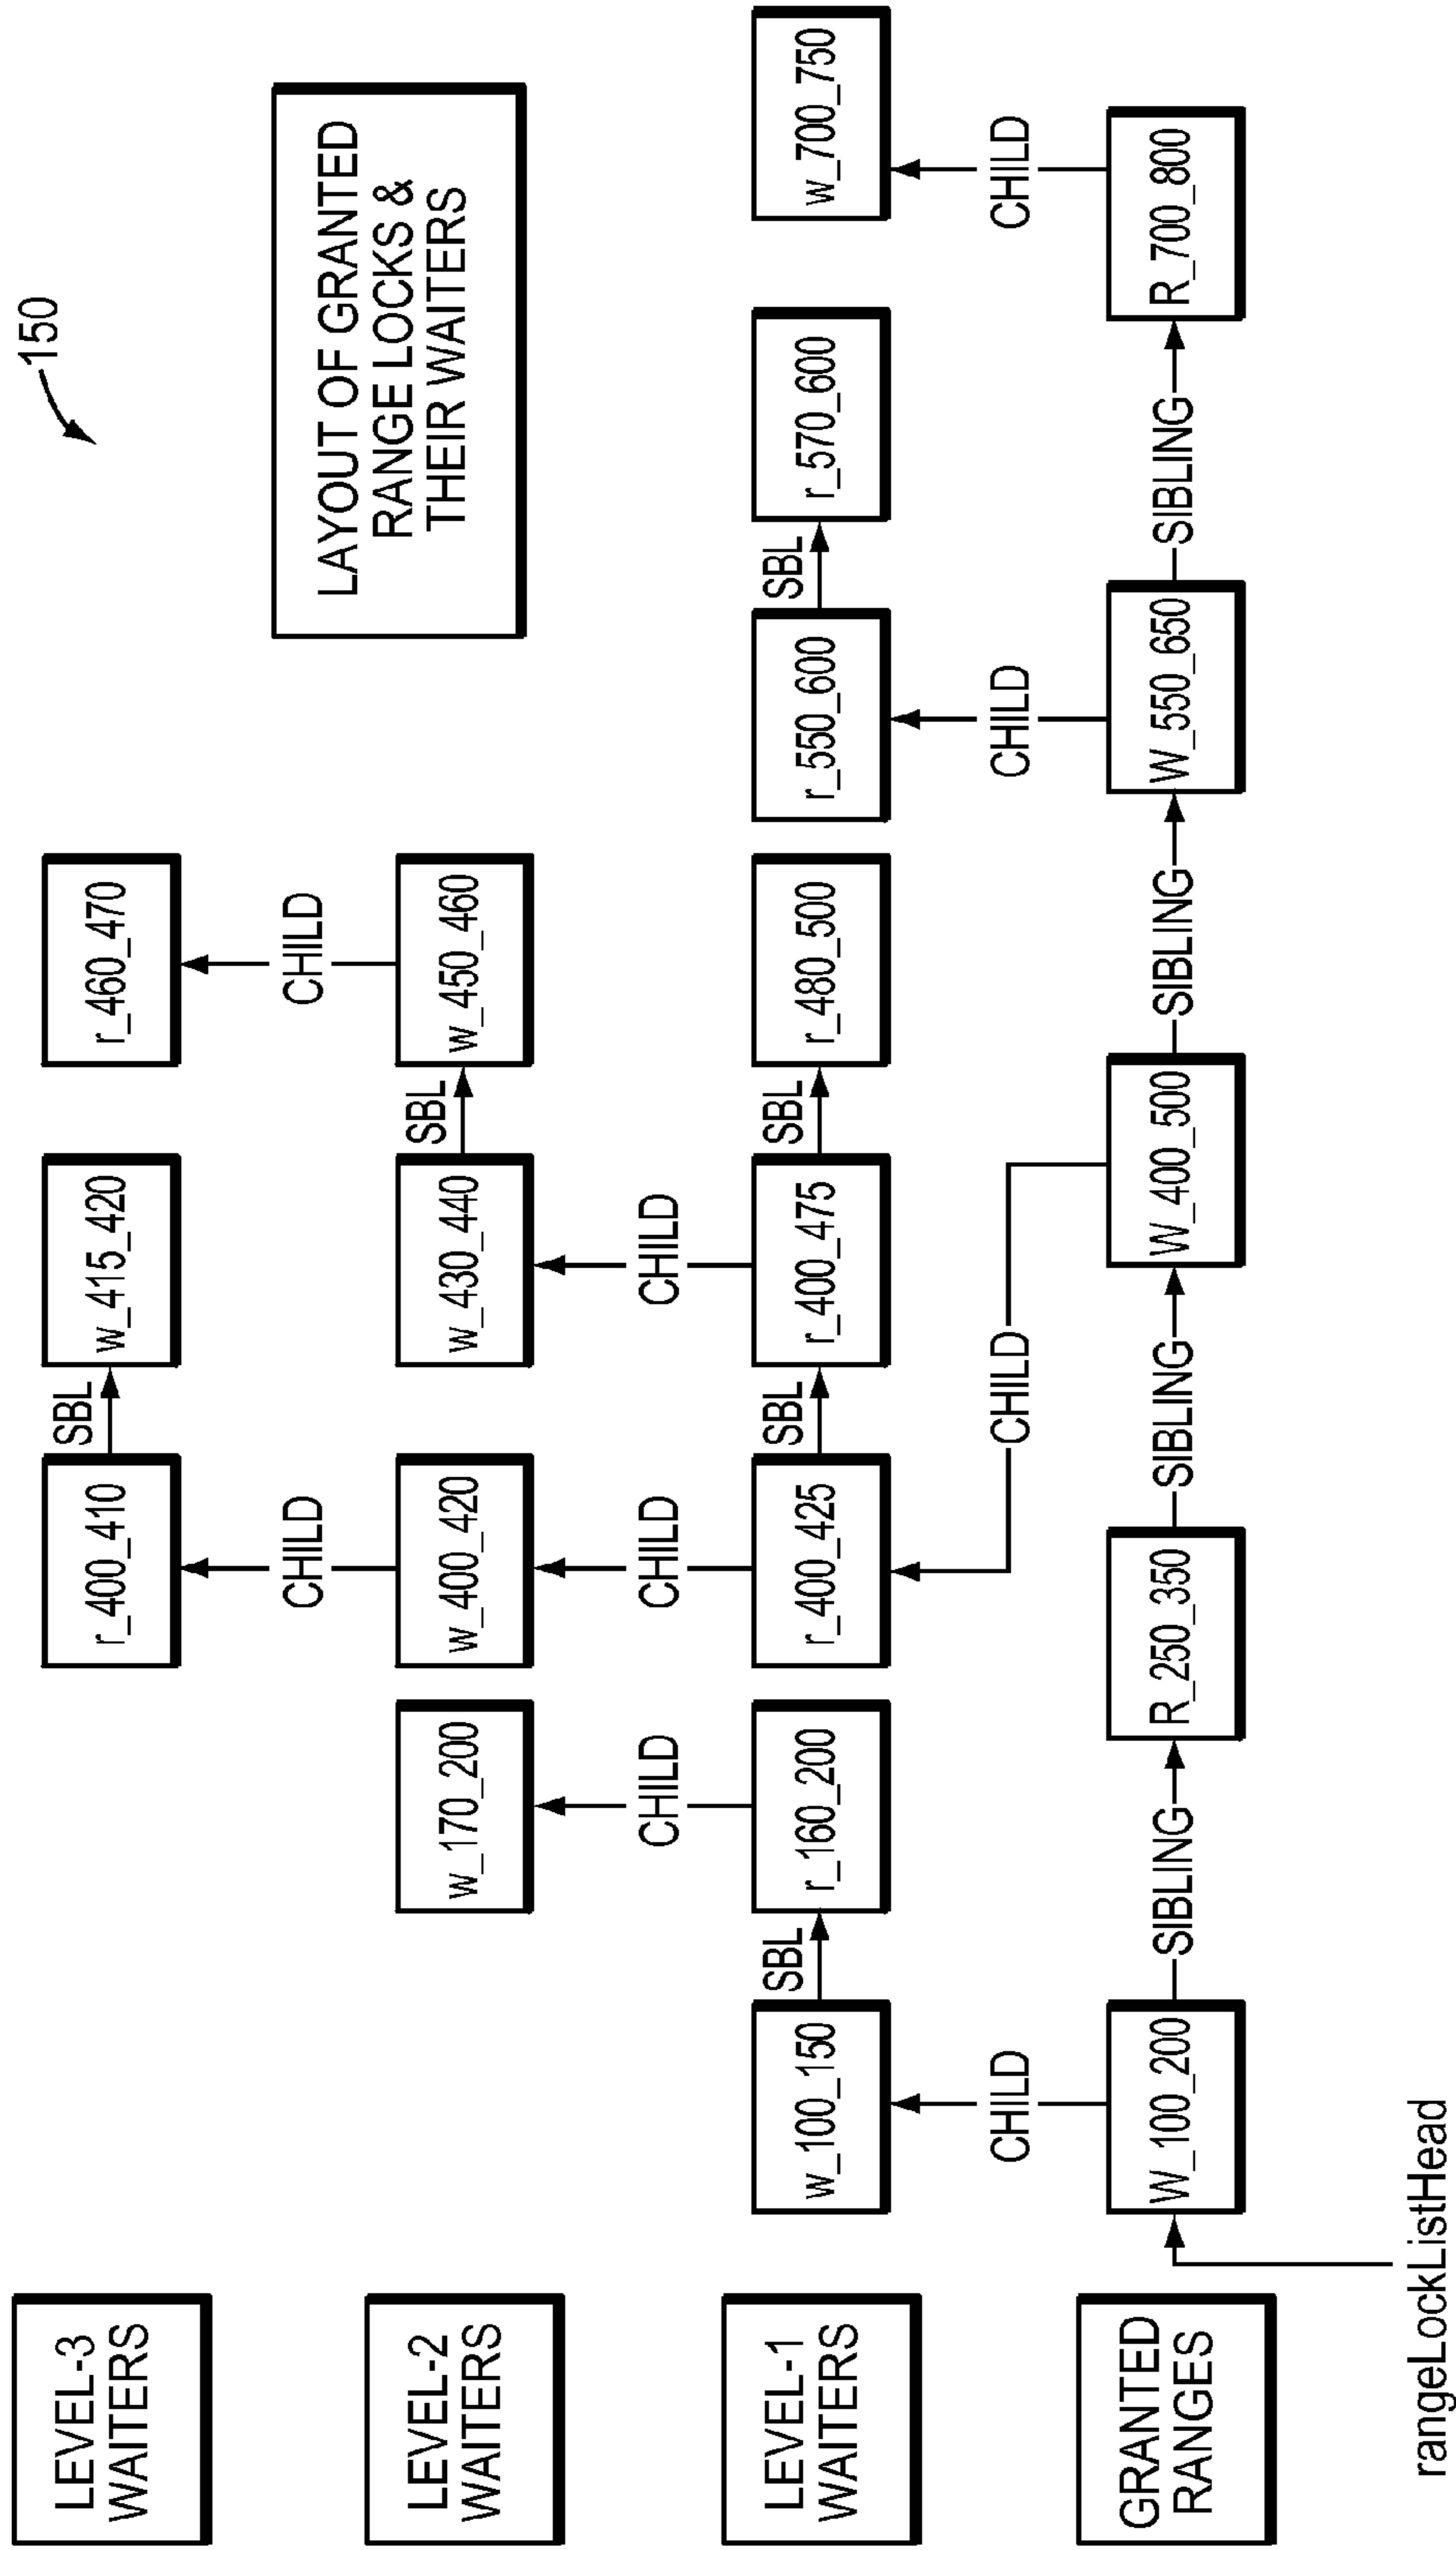 150
LAYOUT OF GRANTED
RANGE LOCKS &
THEIR WAITERS
LEVEL-3
WAITERS
r_400_410
SBL
w_415_420
r_460_470
CHILD
CHILD
LEVEL-2
WAITERS
w_170_200
w_400_420
w_430_440
SBL
w_450_460
CHILD
CHILD
CHILD
LEVEL-1
WAITERS
w_100_150
SBL
r_160_200
r_400_425
SBL
r_400_475
SBL
r_480_500
r_550_600
SBL
r_570_600
w_700_750
CHILD
CHILD
CHILD
CHILD
GRANTED
RANGES
W_100_200
SIBLING
R_250_350
SIBLING
W_400_500
SIBLING
W_550_650
SIBLING
R_700_800
rangeLockListHead